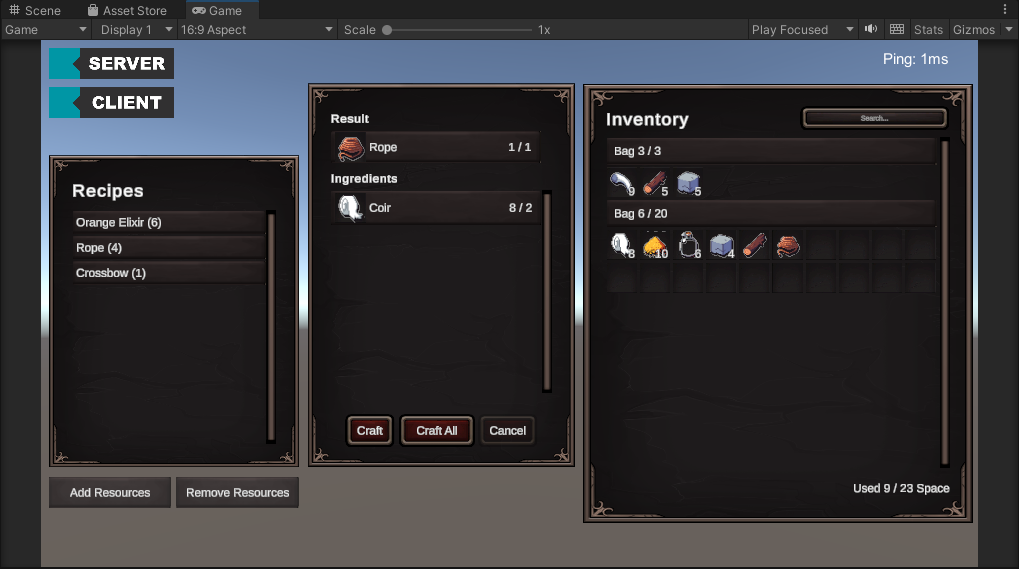 Scene Asset Store Game
Game Display 1 16:9 Aspect Scale 1x Play Focused Stats Gizmos
SERVER
CLIENT
Ping: 1ms
Recipes
Orange Elixir (6)
Rope (4)
Crossbow (1)
Add Resources Remove Resources
Result
Rope 1 / 1
Ingredients
Coir 8 / 2
Craft Craft All Cancel
Inventory Search...
Bag 3 / 3
9 5 5
Bag 6 / 20
8 10 6 4
Used 9 / 23 Space